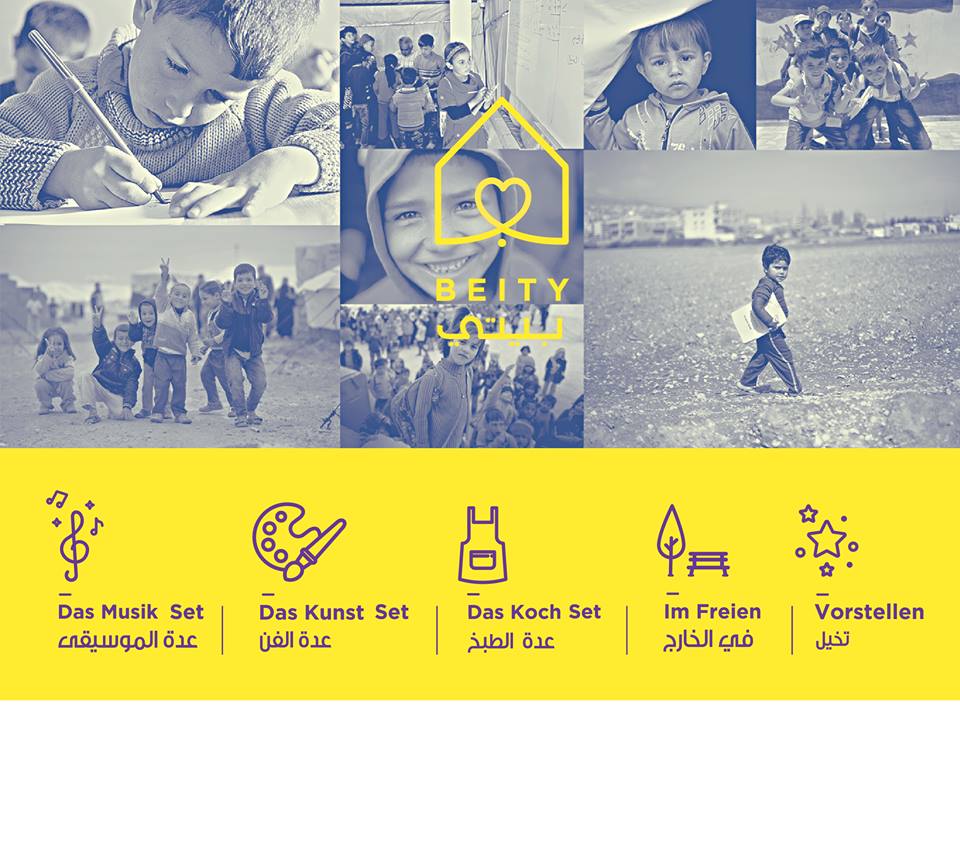 BEITY
بيتي
Das Musik Set
عدة الموسيقى
Das Kunst Set
عدة الفن
Das Koch Set
عدة الطبخ
Im Freien
في الخارج
Vorstellen
تخيل